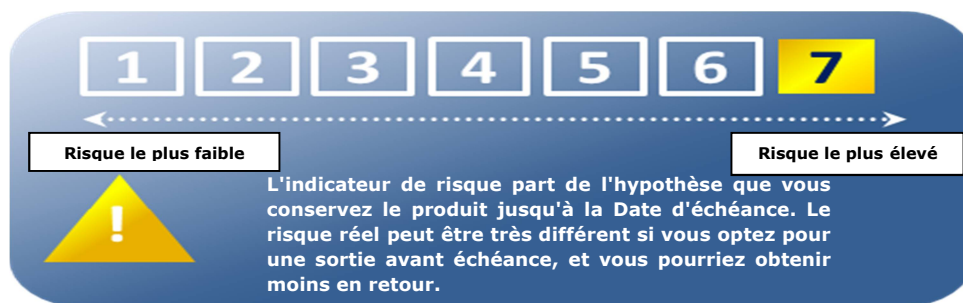 1 2 3 4 5 6 7
Risque le plus faible Risque le plus élevé
!
L'indicateur de risque part de l'hypothèse que vous
conservez le produit jusqu'à la Date d'échéance. Le
risque réel peut être très différent si vous optez pour
une sortie avant échéance, et vous pourriez obtenir
moins en retour.